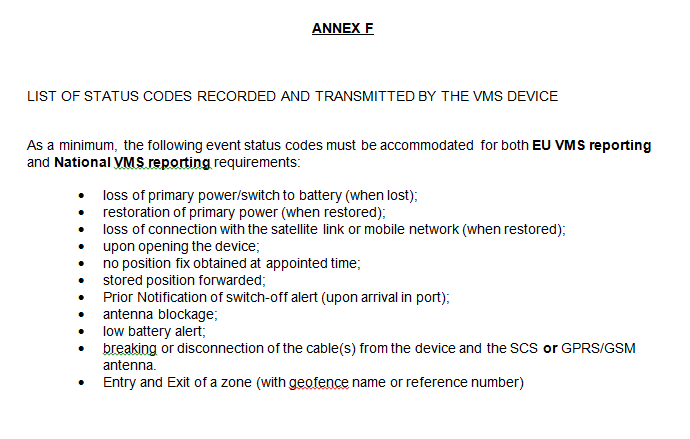 ANNEX F
LIST OF STATUS CODES RECORDED AND TRANSMITTED BY THE VMS DEVICE
As a minimum, the following event status codes must be accommodated for both EU VMS reporting
and National VMS reporting requirements:
• loss of primary power/switch to battery (when lost);
• restoration of primary power (when restored);
• loss of connection with the satellite link or mobile network (when restored);
• upon opening the device;
• no position fix obtained at appointed time;
• stored position forwarded;
• Prior Notification of switch-off alert (upon arrival in port);
• antenna blockage;
• low battery alert;
• breaking or disconnection of the cable(s) from the device and the SCS or GPRS/GSM
antenna.
• Entry and Exit of a zone (with geofence name or reference number)